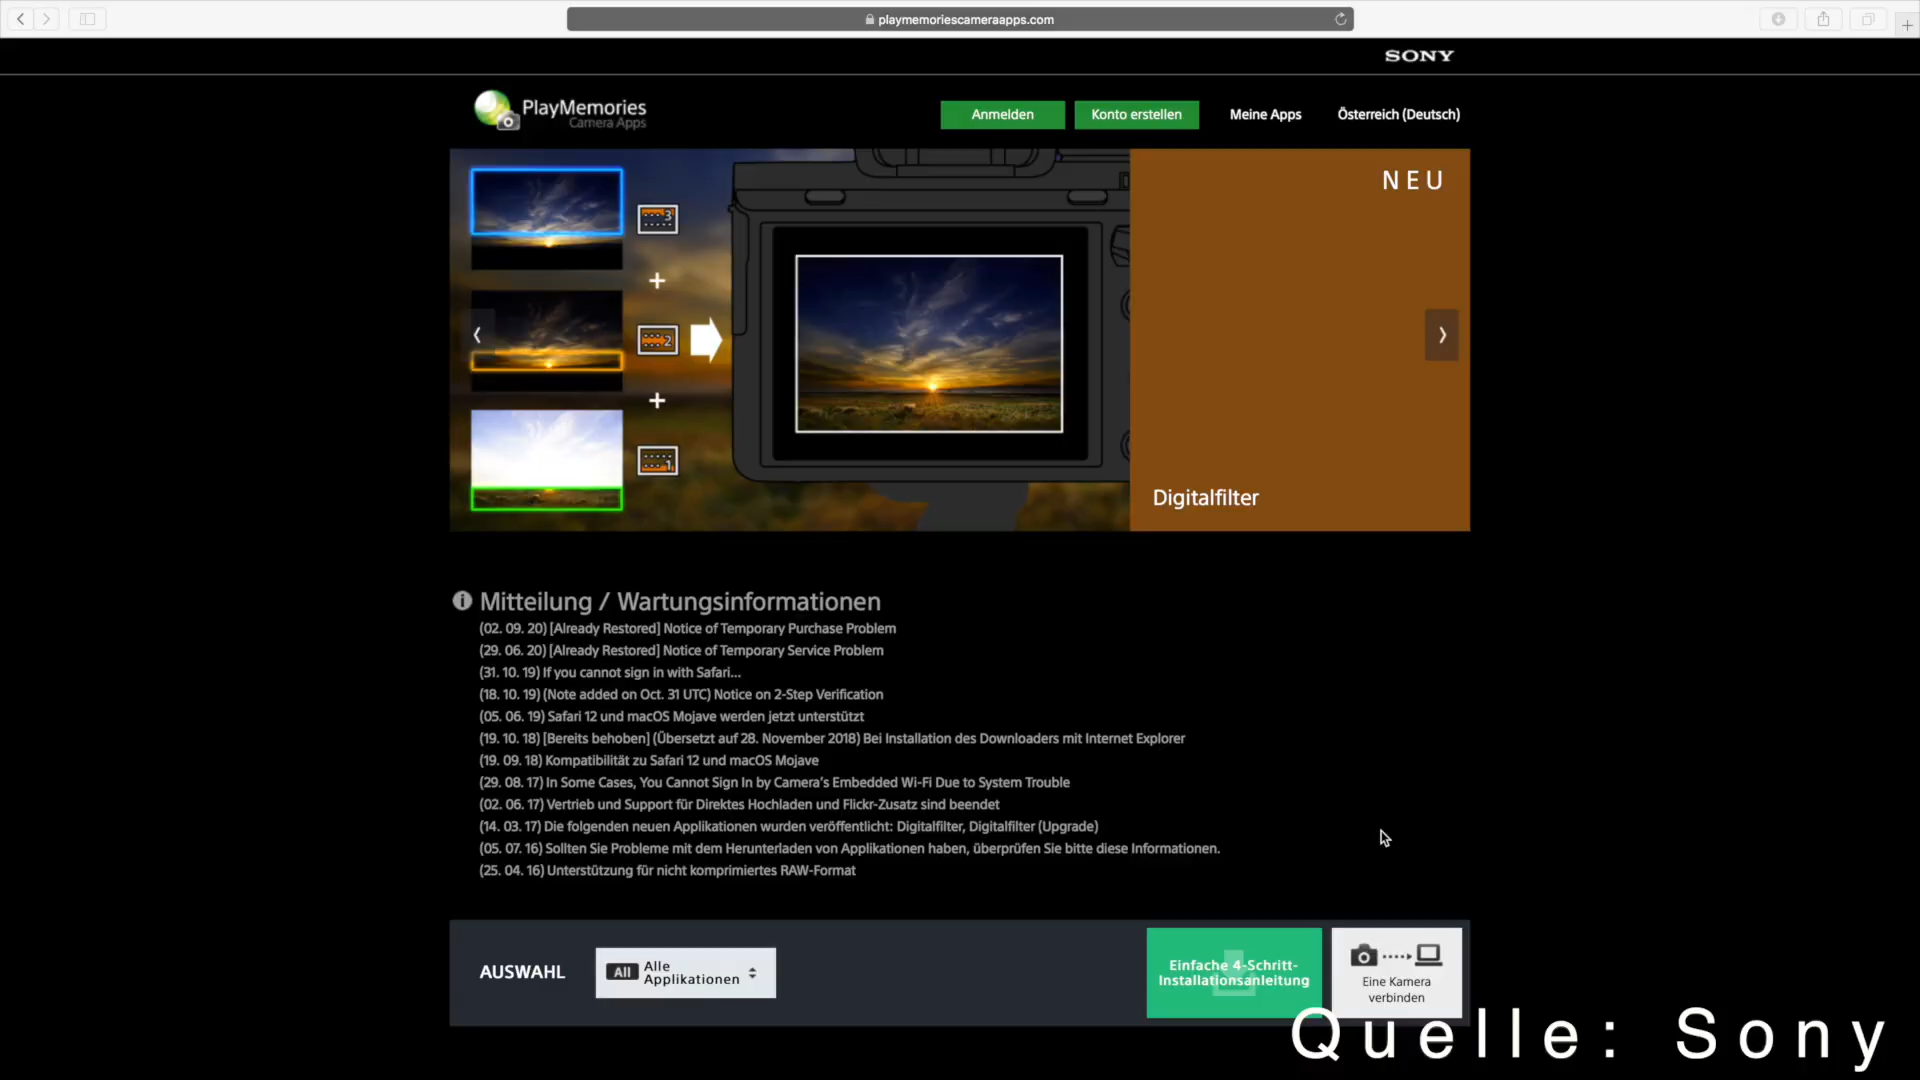 playmemoriescameraapps.com
SONY
PlayMemories
Camera Apps
Anmelden
Konto erstellen
Meine Apps
Österreich (Deutsch)
NEU
3
2
1
Digitalfilter
Mitteilung / Wartungsinformationen
(02. 09. 20) [Already Restored] Notice of Temporary Purchase Problem
(29. 06. 20) [Already Restored] Notice of Temporary Service Problem
(31. 10. 19) If you cannot sign in with Safari...
(18. 10. 19) (Note added on Oct. 31 UTC) Notice on 2-Step Verification
(05. 06. 19) Safari 12 und macOS Mojave werden jetzt unterstützt
(19. 10. 18) [Bereits behoben] (Übersetzt auf 28. November 2018) Bei Installation des Downloaders mit Internet Explorer
(19. 09. 18) Kompatibilität zu Safari 12 und macOS Mojave
(29. 08. 17) In Some Cases, You Cannot Sign In by Camera’s Embedded Wi-Fi Due to System Trouble
(02. 06. 17) Vertrieb und Support für Direktes Hochladen und Flickr-Zusatz sind beendet
(14. 03. 17) Die folgenden neuen Applikationen wurden veröffentlicht: Digitalfilter, Digitalfilter (Upgrade)
(05. 07. 16) Sollten Sie Probleme mit dem Herunterladen von Applikationen haben, überprüfen Sie bitte diese Informationen.
(25. 04. 16) Unterstützung für nicht komprimiertes RAW-Format
AUSWAHL
All Alle
Applikationen
Einfache 4-Schritt-
Installationsanleitung
Eine Kamera
verbinden
Quelle: Sony